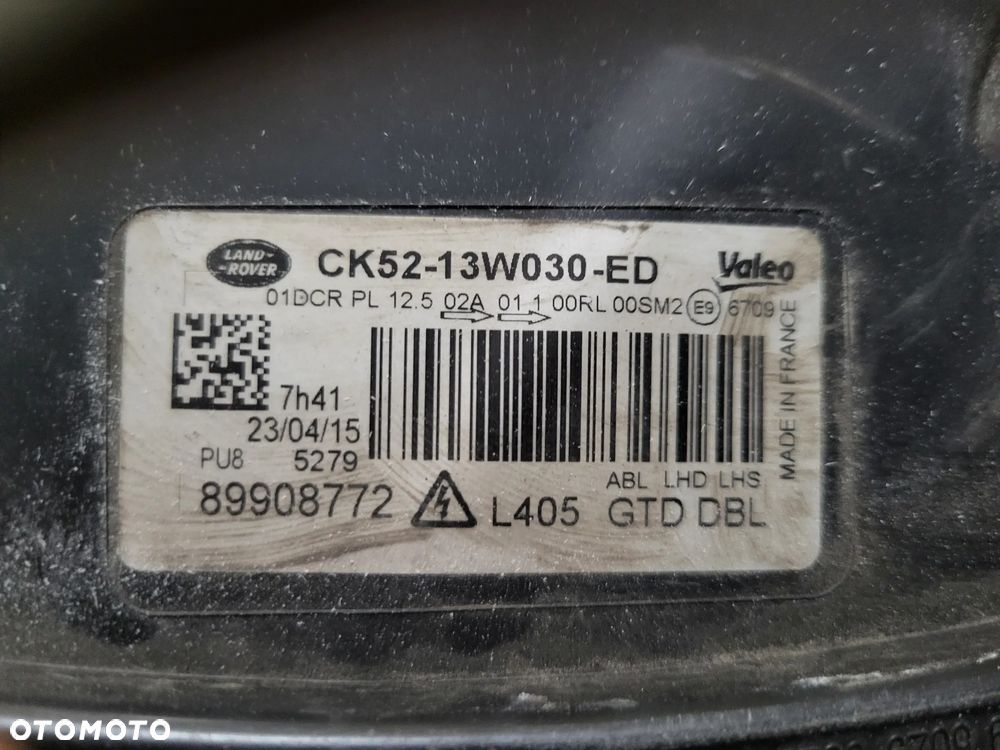 LAND-
-ROVER
CK52-13W030-ED
Valeo
01DCR PL 12.5 02A 01 1 00RL 00SM2 E9 6709
MADE IN FRANCE
7h41
23/04/15
PU8 5279
ABL LHD LHS
89908772 L405 GTD DBL
OTOMOTO